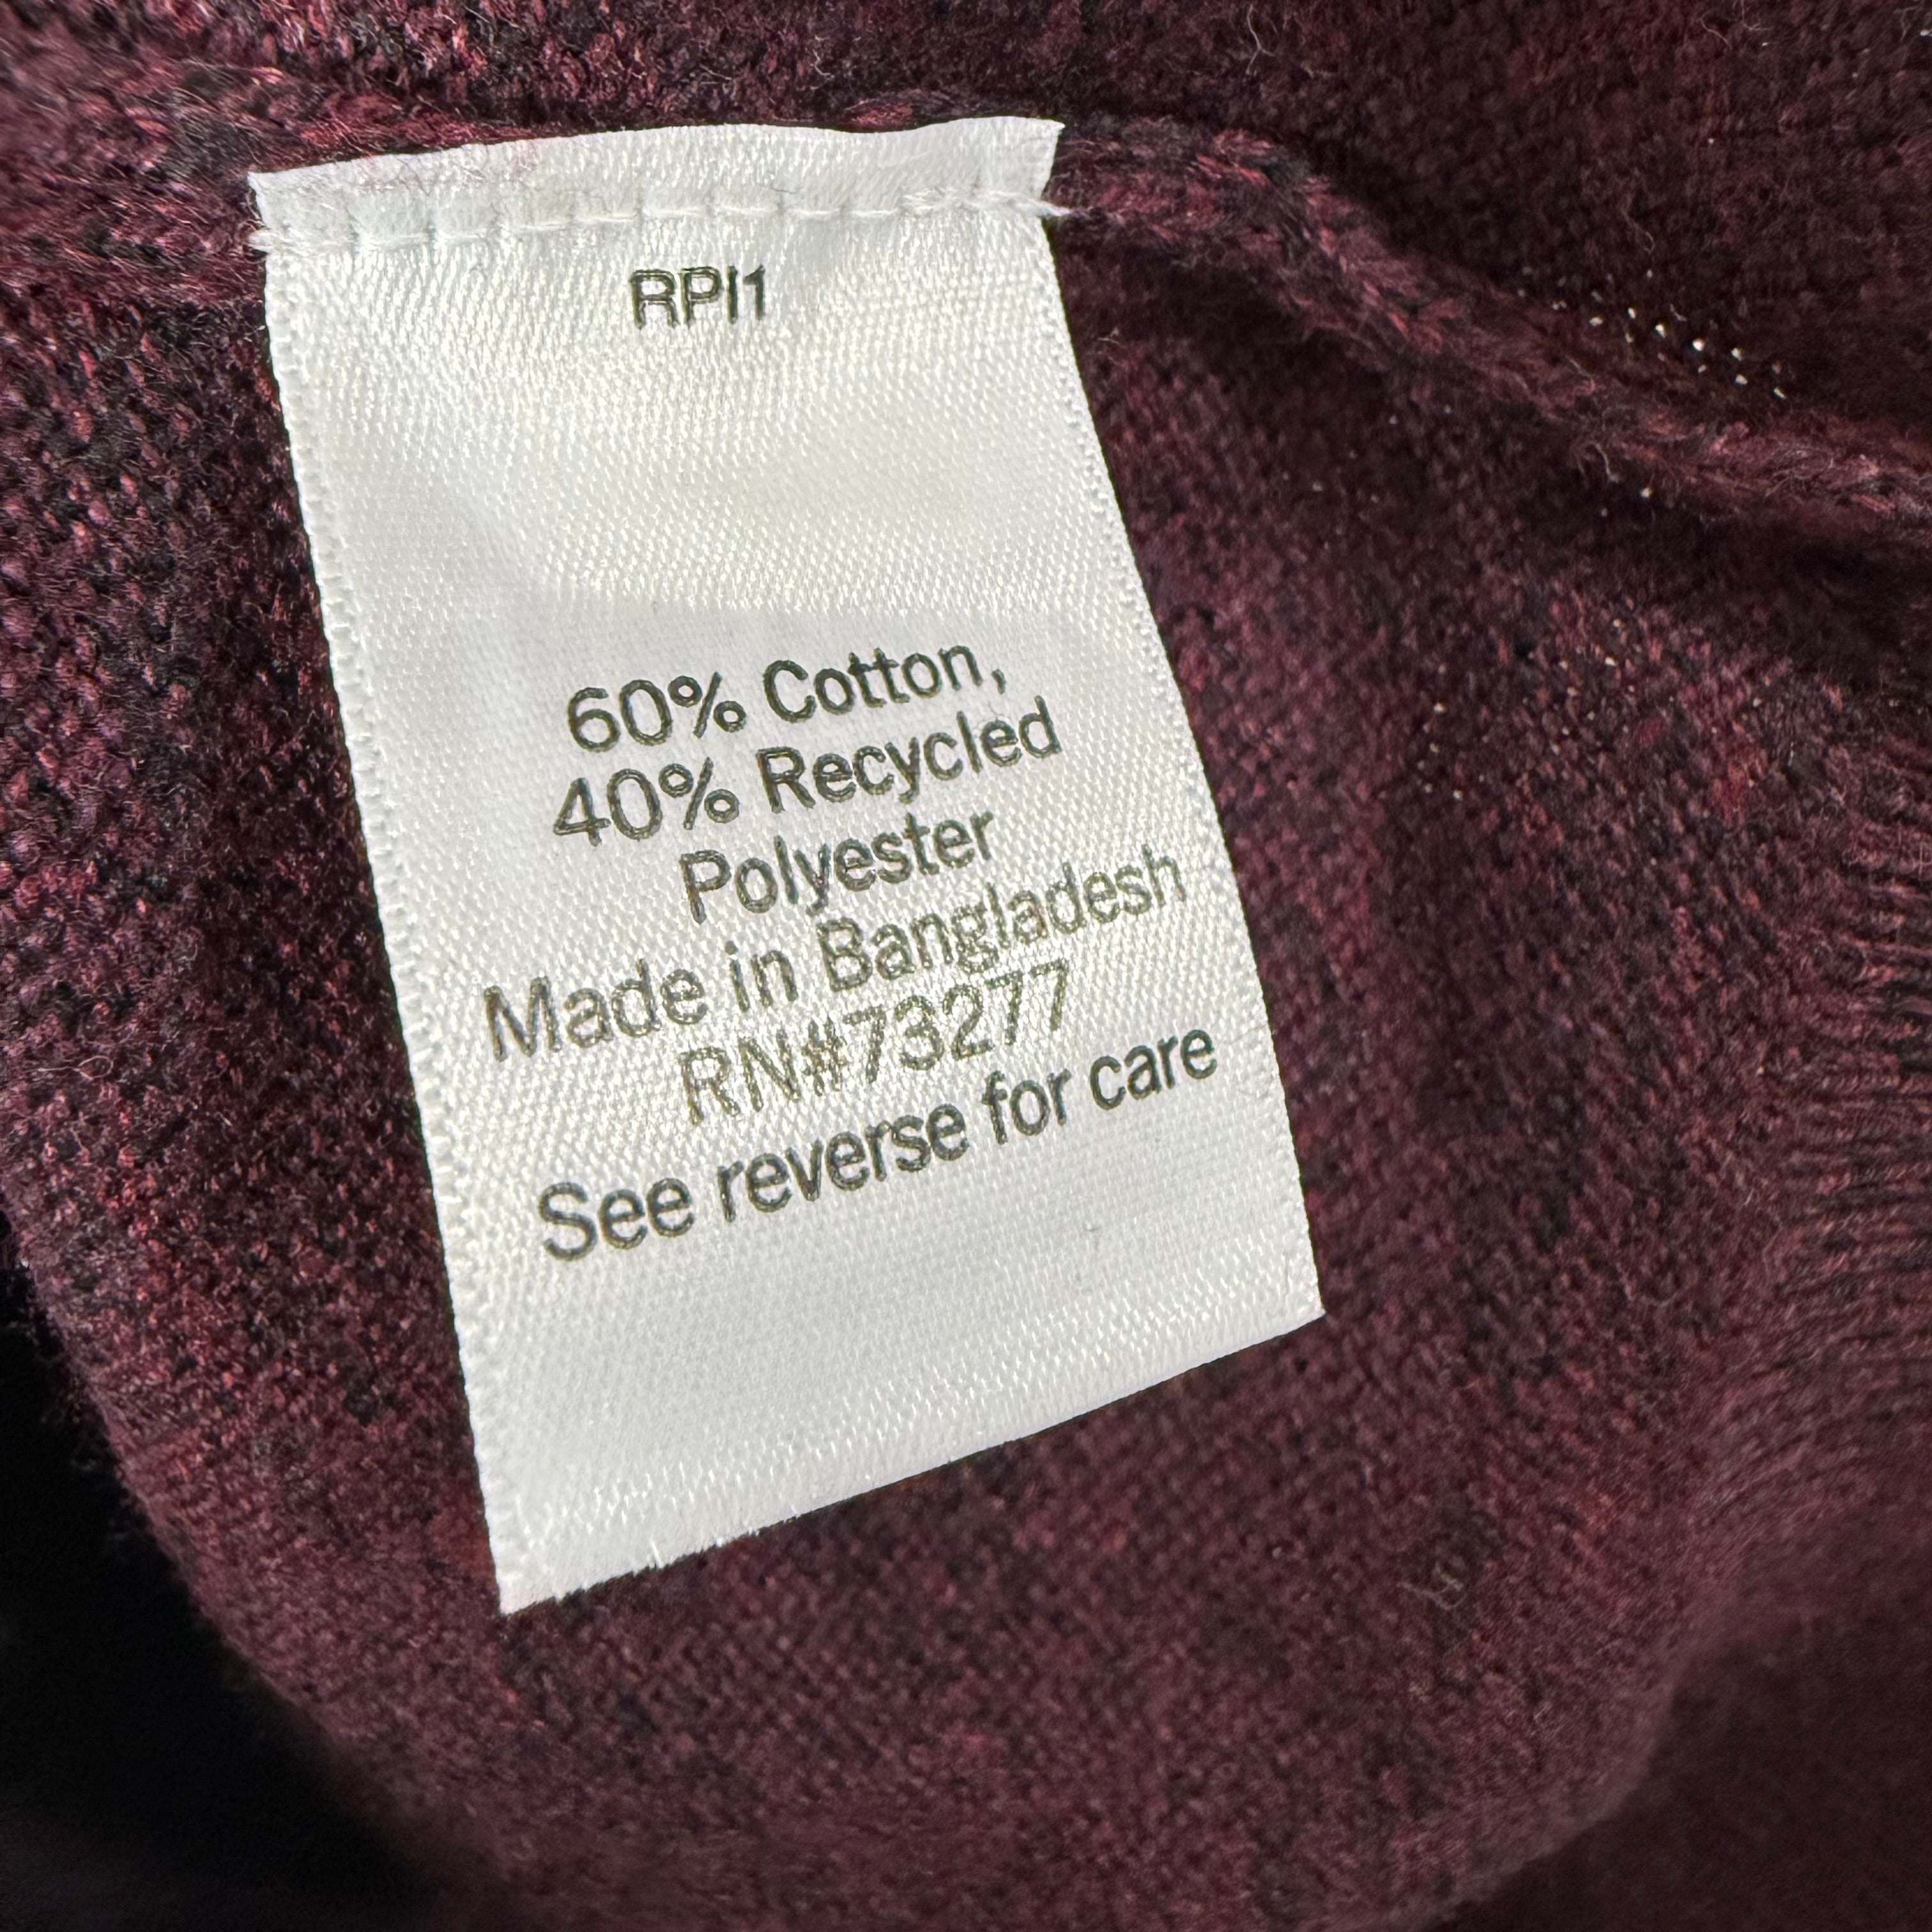 RPI1
60% Cotton,
40% Recycled
Polyester
Made in Bangladesh
RN#73277
See reverse for care